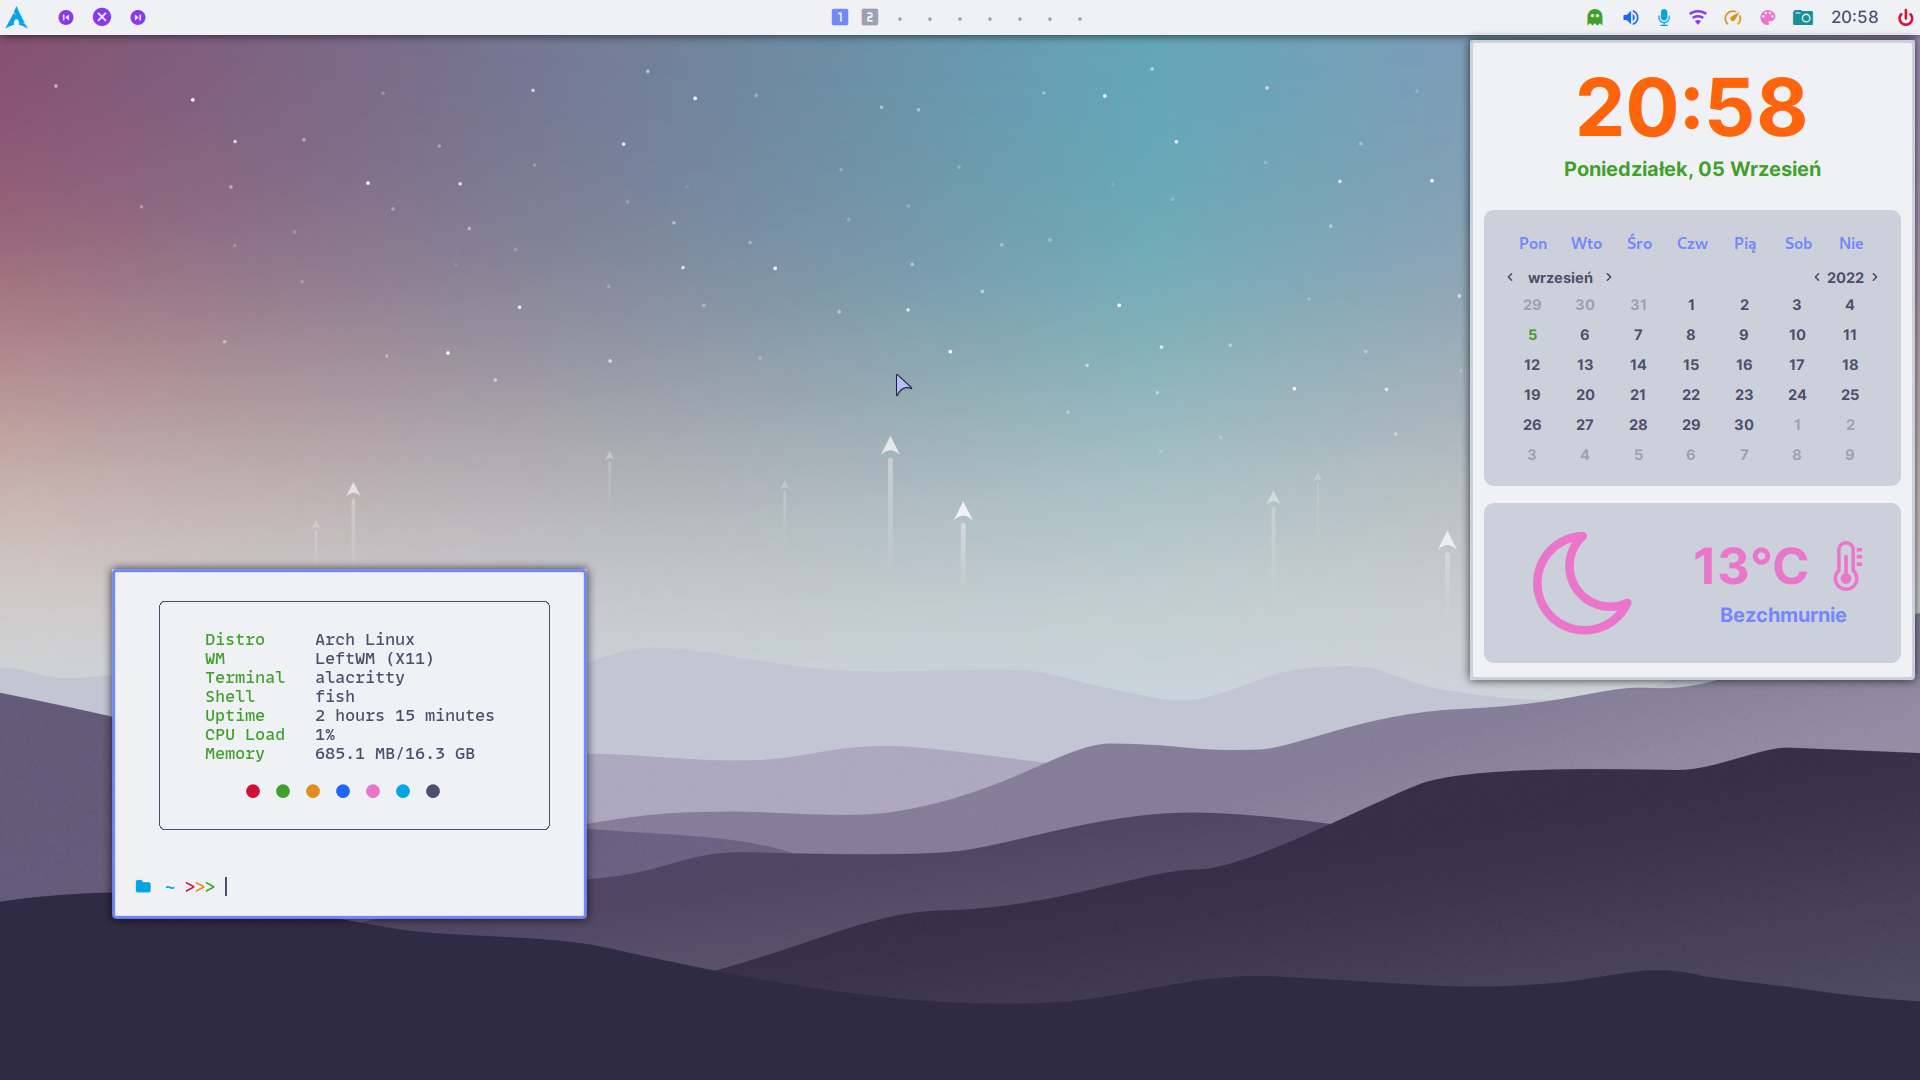 1 2 20:58
20:58
Poniedziałek, 05 Wrzesień
Pon Wto Śro Czw Pią Sob Nie
< wrzesień > < 2022 >
29 30 31 1 2 3 4
5 6 7 8 9 10 11
12 13 14 15 16 17 18
19 20 21 22 23 24 25
26 27 28 29 30 1 2
3 4 5 6 7 8 9
13°C
Bezchmurnie
Distro Arch Linux
WM LeftWM (X11)
Terminal alacritty
Shell fish
Uptime 2 hours 15 minutes
CPU Load 1%
Memory 685.1 MB/16.3 GB
~ >>>